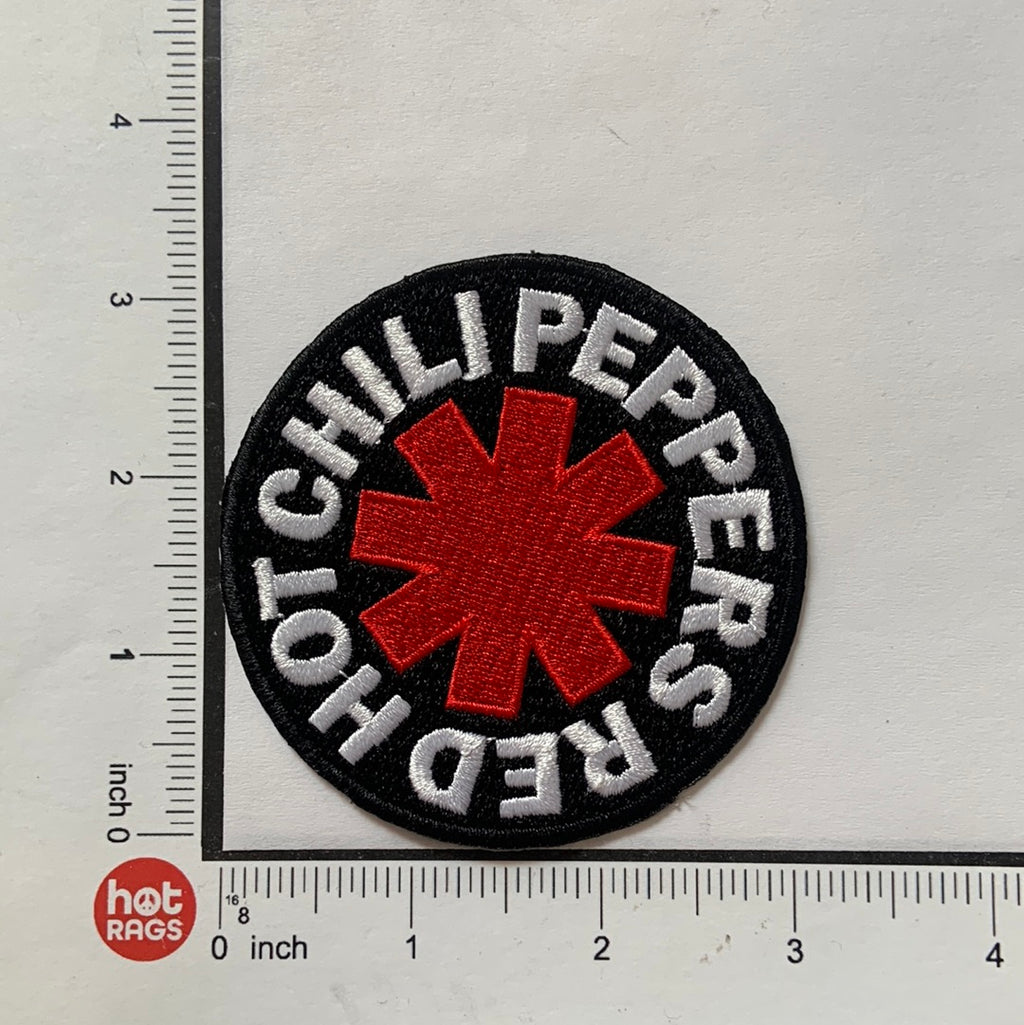 4
3
2
1
inch 0
RED HOT CHILI PEPPERS
hot
RAGS
16
8
0 inch 1 2 3 4